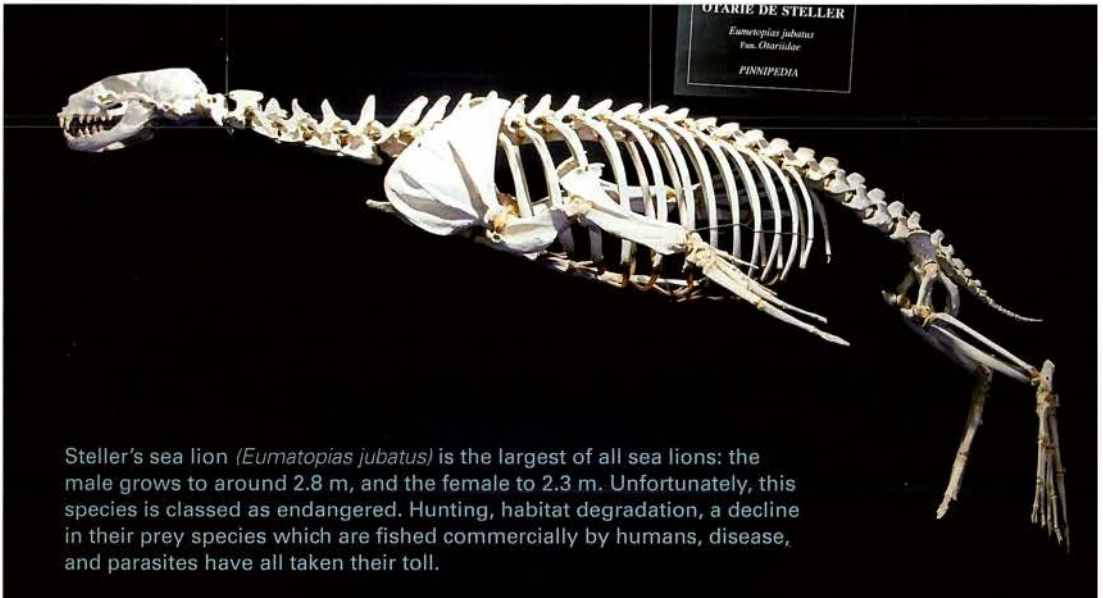 OTARIE DE STELLER
Eumetopias jubatus
Fam. Otariidae
PINNIPEDIA
Steller's sea lion (Eumatopias jubatus) is the largest of all sea lions: the
male grows to around 2.8 m, and the female to 2.3 m. Unfortunately, this
species is classed as endangered. Hunting, habitat degradation, a decline
in their prey species which are fished commercially by humans, disease,
and parasites have all taken their toll.